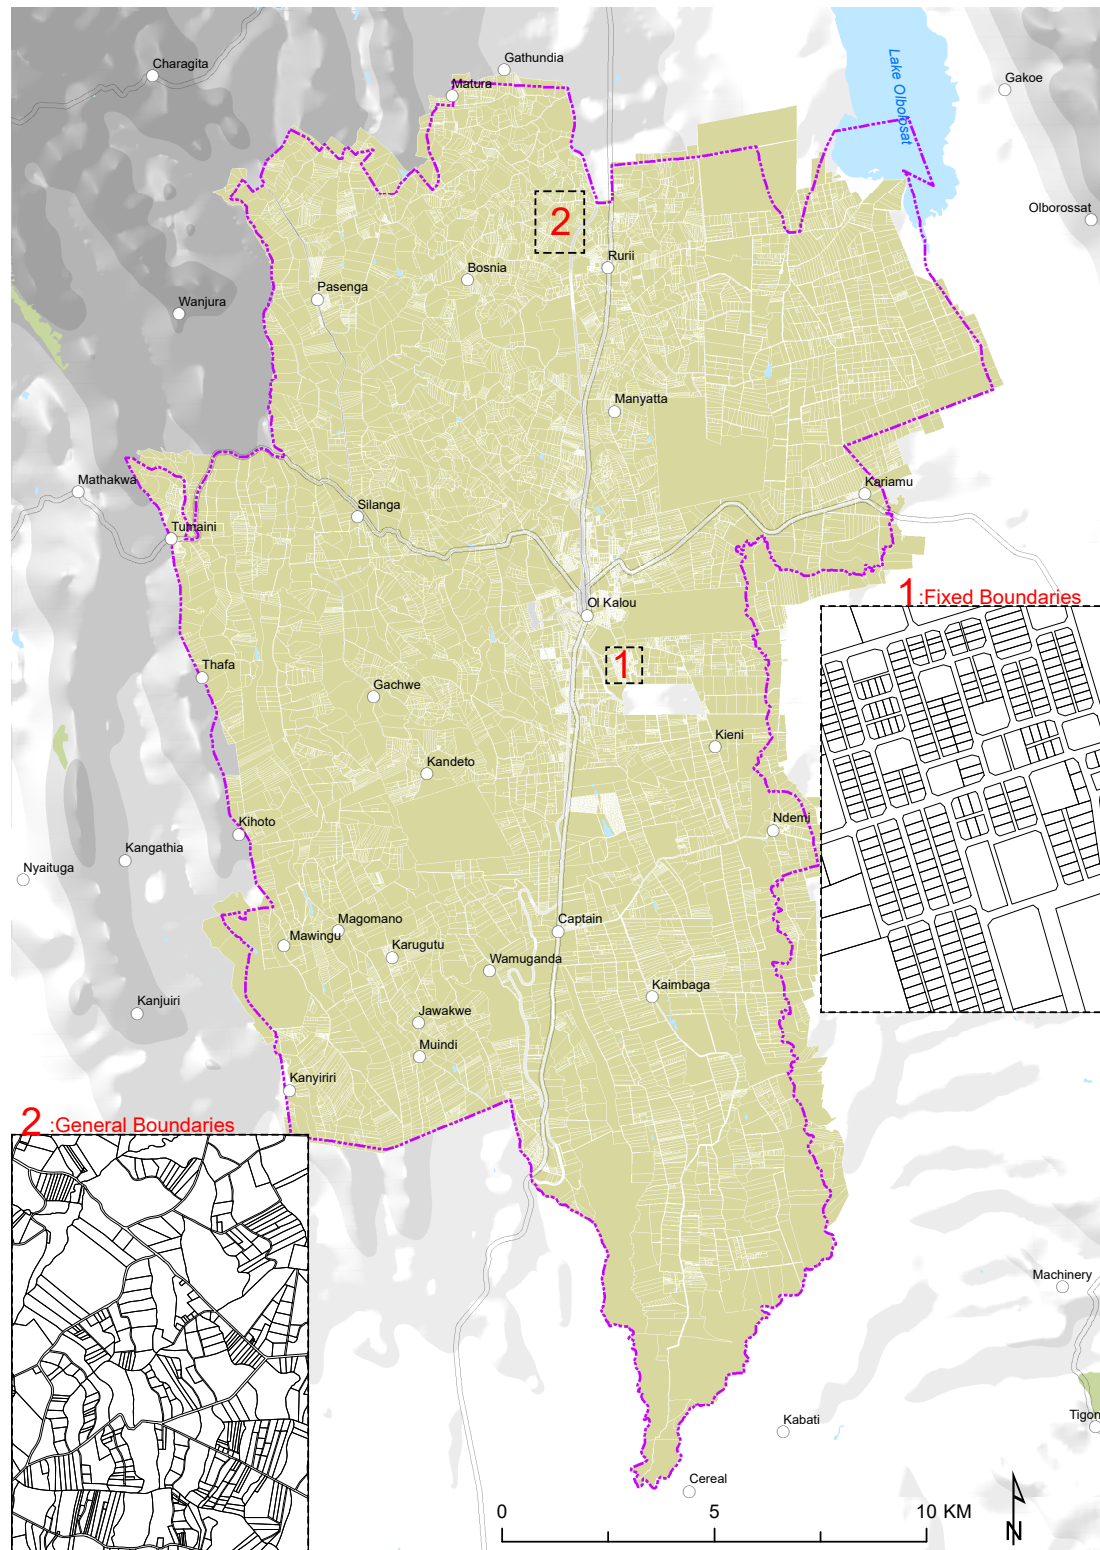 Gathundia
Charagita
Matura
Gakoe
Lake Olbolosat
Olborossat
2
Rurii
Bosnia
Pasenga
Wanjura
Manyatta
Mathakwa
Kariamu
Silanga
Tumaini
Ol Kalou
1 :Fixed Boundaries
1
Thafa
Gachwe
Kieni
Kandeto
Kihoto
Ndemi
Kangathia
Nyaituga
Magomano
Captain
Mawingu
Karugutu
Wamuganda
Kaimbaga
Kanjuiri
Jawakwe
Muindi
Kanyiriri
2 :General Boundaries
Machinery
Kabati
Tigon
Cereal
0 5 10 KM
N